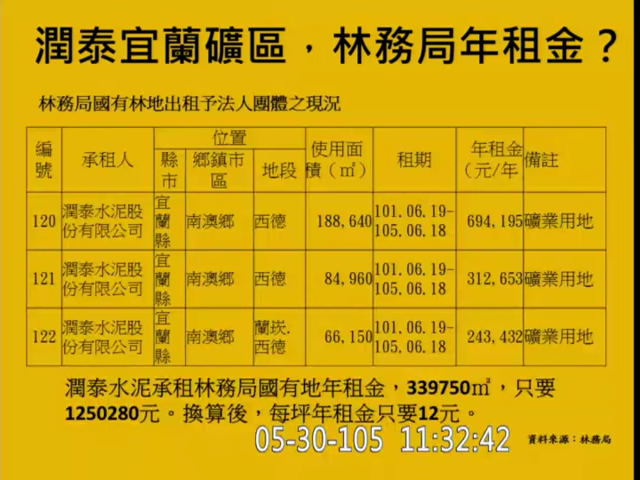 潤泰宜蘭礦區，林務局年租金？
林務局國有林地出租予法人團體之現況
編號 承租人 位置 使用面積（㎡） 租期 年租金（元/年 備註
縣市 鄉鎮市區 地段
120 潤泰水泥股份有限公司 宜蘭縣 南澳鄉 西德 188,640 101.06.19-105.06.18 694,195 礦業用地
121 潤泰水泥股份有限公司 宜蘭縣 南澳鄉 西德 84,960 101.06.19-105.06.18 312,653 礦業用地
122 潤泰水泥股份有限公司 宜蘭縣 南澳鄉 蘭崁.西德 66,150 101.06.19-105.06.18 243,432 礦業用地
潤泰水泥承租林務局國有地年租金，339750㎡，只要
1250280元。換算後，每坪年租金只要12元。
05-30-105 11:32:42
資料來源：林務局